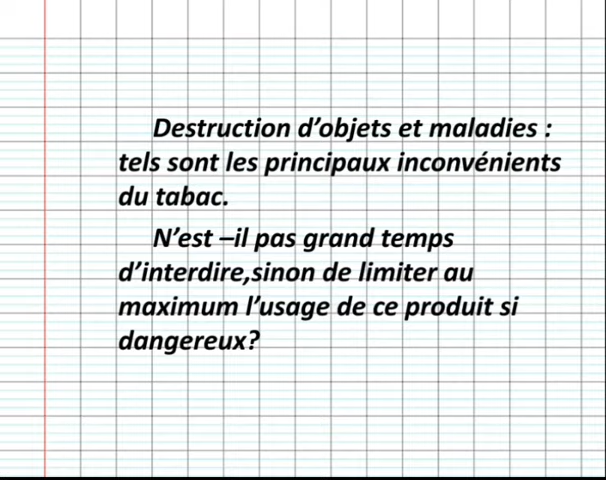 Destruction d’objets et maladies :
tels sont les principaux inconvénients
du tabac.
N’est –il pas grand temps
d’interdire,sinon de limiter au
maximum l’usage de ce produit si
dangereux?